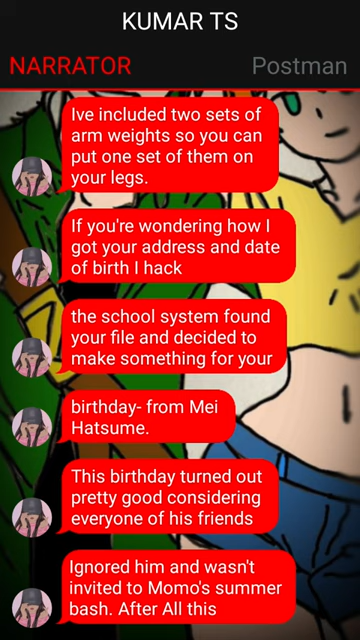 KUMAR TS
NARRATOR
Postman
Ive included two sets of
arm weights so you can
put one set of them on
your legs.
If you're wondering how I
got your address and date
of birth I hack
the school system found
your file and decided to
make something for your
birthday- from Mei
Hatsume.
This birthday turned out
pretty good considering
everyone of his friends
Ignored him and wasn't
invited to Momo's summer
bash. After All this